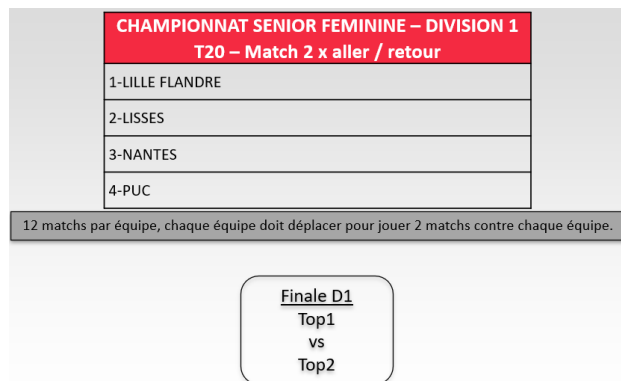 CHAMPIONNAT SENIOR FEMININE – DIVISION 1
T20 – Match 2 x aller / retour
1-LILLE FLANDRE
2-LISSES
3-NANTES
4-PUC
12 matchs par équipe, chaque équipe doit déplacer pour jouer 2 matchs contre chaque équipe.
Finale D1
Top1
vs
Top2